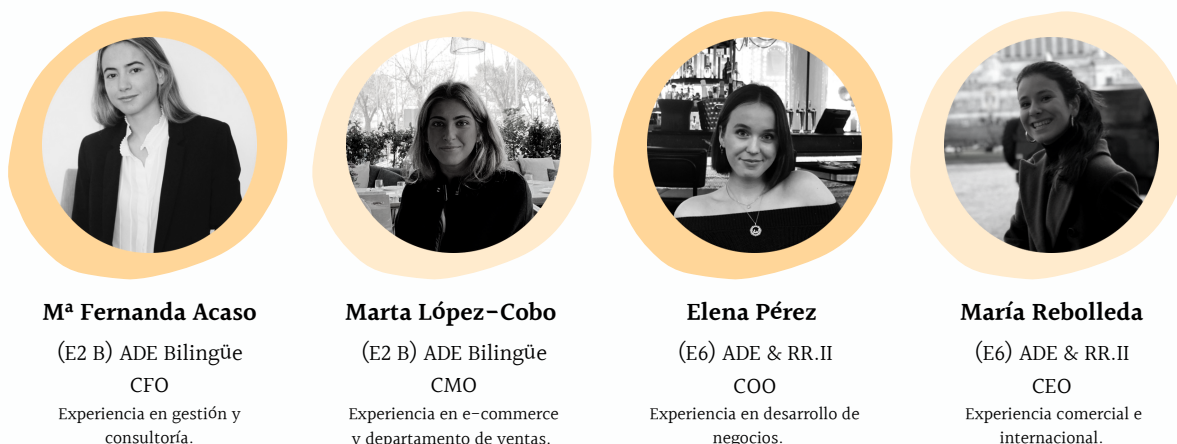 Mª Fernanda Acaso
(E2 B) ADE Bilingüe
CFO
Experiencia en gestión y
consultoría.
Marta López-Cobo
(E2 B) ADE Bilingüe
CMO
Experiencia en e-commerce
y departamento de ventas.
Elena Pérez
(E6) ADE & RR.II
COO
Experiencia en desarrollo de
negocios.
María Rebolleda
(E6) ADE & RR.II
CEO
Experiencia comercial e
internacional.